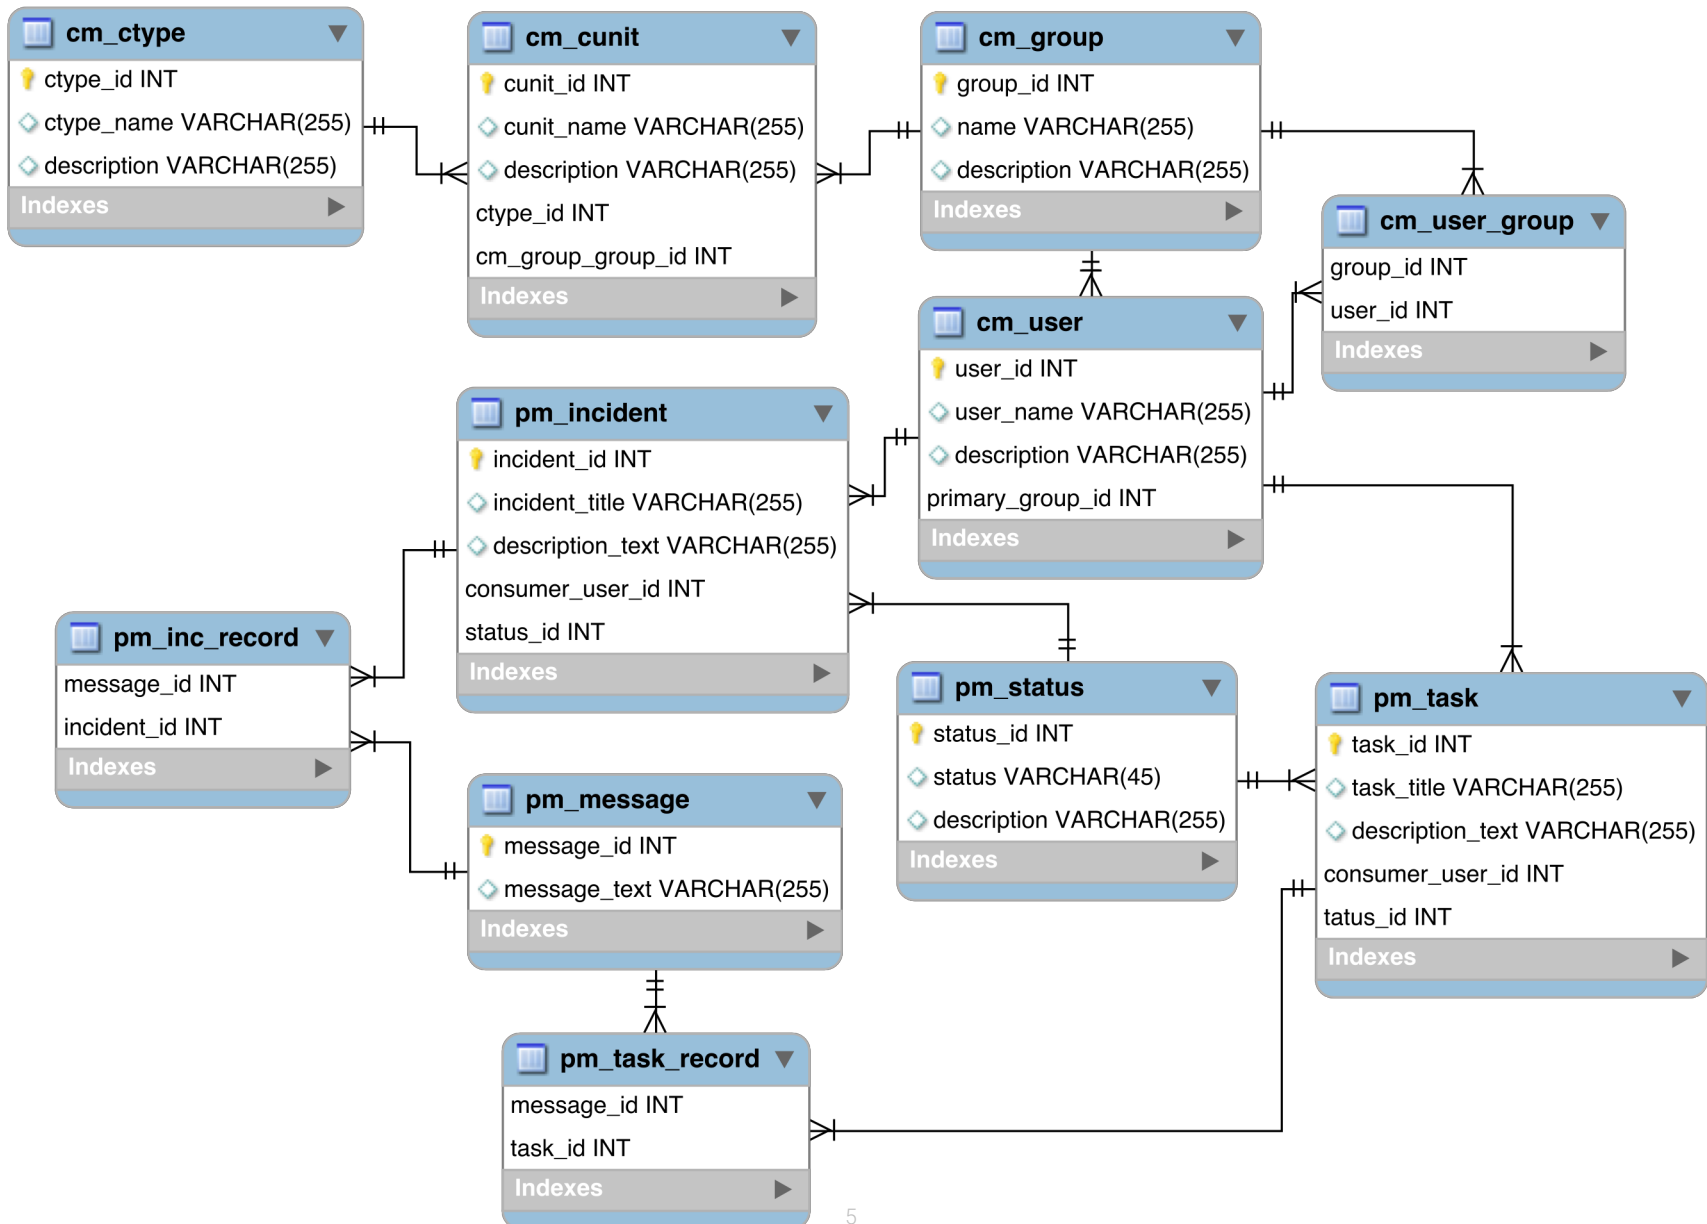 cm_ctype
ctype_id INT
ctype_name VARCHAR(255)
description VARCHAR(255)
Indexes
cm_cunit
cunit_id INT
cunit_name VARCHAR(255)
description VARCHAR(255)
ctype_id INT
cm_group_group_id INT
Indexes
cm_group
group_id INT
name VARCHAR(255)
description VARCHAR(255)
Indexes
cm_user_group
group_id INT
user_id INT
Indexes
cm_user
user_id INT
user_name VARCHAR(255)
description VARCHAR(255)
primary_group_id INT
Indexes
pm_incident
incident_id INT
incident_title VARCHAR(255)
description_text VARCHAR(255)
consumer_user_id INT
status_id INT
Indexes
pm_inc_record
message_id INT
incident_id INT
Indexes
pm_status
status_id INT
status VARCHAR(45)
description VARCHAR(255)
Indexes
pm_task
task_id INT
task_title VARCHAR(255)
description_text VARCHAR(255)
consumer_user_id INT
tatus_id INT
Indexes
pm_message
message_id INT
message_text VARCHAR(255)
Indexes
pm_task_record
message_id INT
task_id INT
Indexes
5